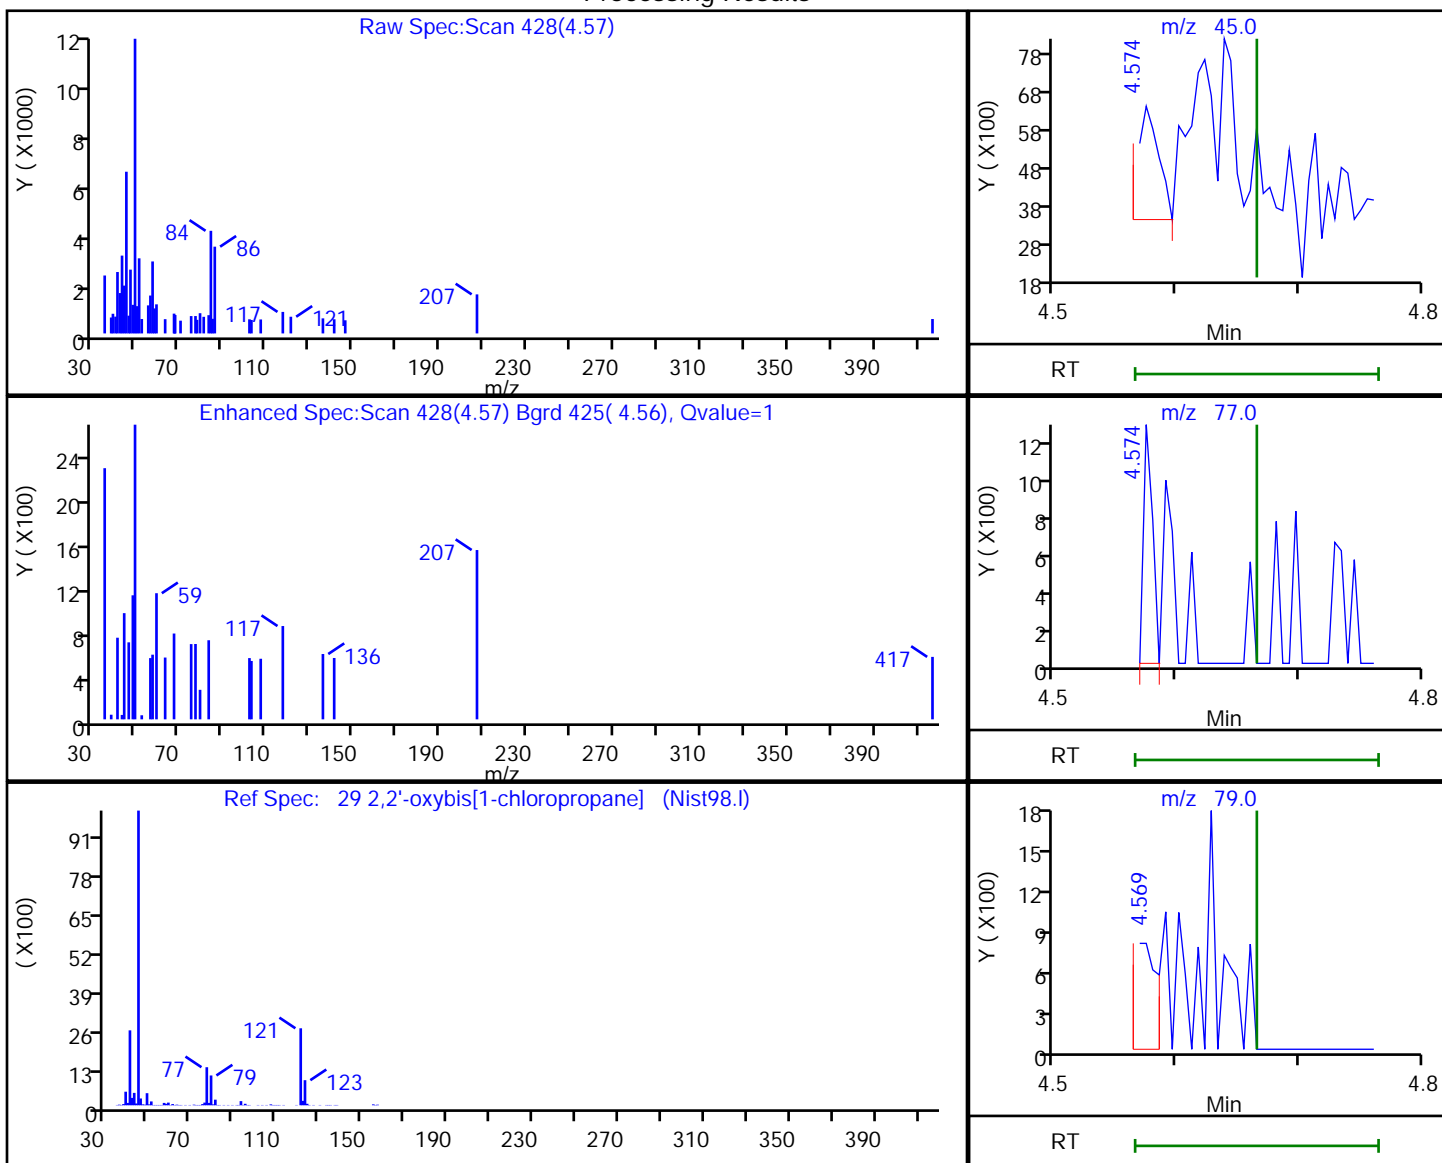 Processing Results
Raw Spec:Scan 428(4.57)
12
10
8
6
4
2
0
Y ( X1000)
84
86
117
121
207
30 70 110 150 190 230 270 310 350 390
m/z
m/z 45.0
4.574
78
68
58
48
38
28
18
Y ( X100)
4.5 4.8
Min
RT
Enhanced Spec:Scan 428(4.57) Bgrd 425( 4.56), Qvalue=1
24
20
16
12
8
4
0
Y ( X100)
59
117
136
207
417
30 70 110 150 190 230 270 310 350 390
m/z
m/z 77.0
4.574
12
10
8
6
4
2
0
Y ( X100)
4.5 4.8
Min
RT
Ref Spec: 29 2,2'-oxybis[1-chloropropane] (Nist98.l)
91
78
65
52
39
26
13
0
( X100)
77
79
121
123
30 70 110 150 190 230 270 310 350 390
m/z 79.0
4.569
18
15
12
9
6
3
0
Y ( X100)
4.5 4.8
Min
RT